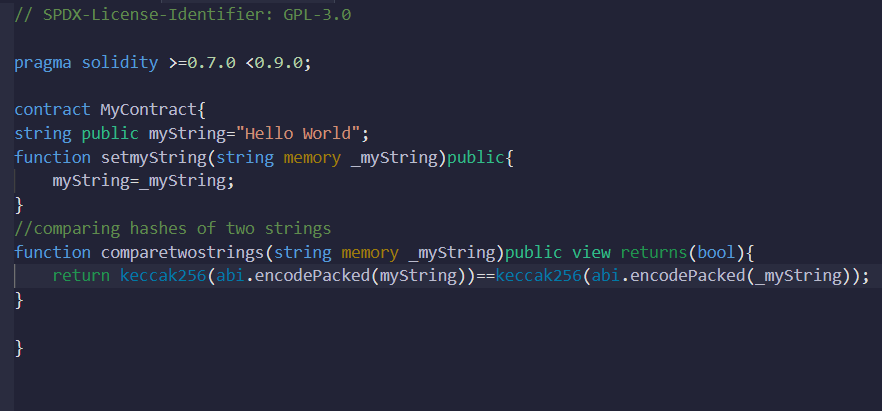 // SPDX-License-Identifier: GPL-3.0
pragma solidity >=0.7.0 <0.9.0;
contract MyContract{
string public myString="Hello World";
function setmyString(string memory _myString)public{
myString=_myString;
}
//comparing hashes of two strings
function comparetwostrings(string memory _myString)public view returns(bool){
return keccak256(abi.encodePacked(myString))==keccak256(abi.encodePacked(_myString));
}
}